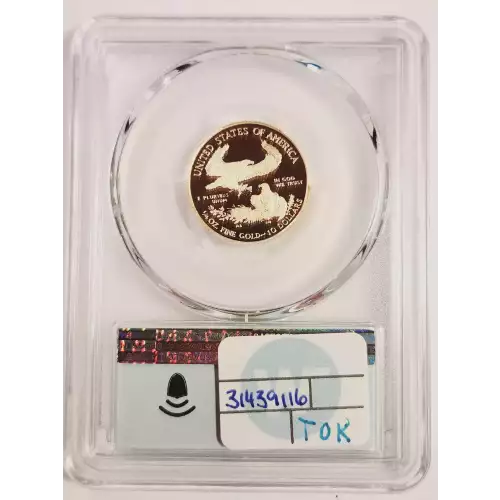 UNITED STATES OF AMERICA
IN GOD
WE TRUST
E PLURIBUS
UNUM
1/4 OZ. FINE GOLD~10 DOLLARS
31439116
TOK